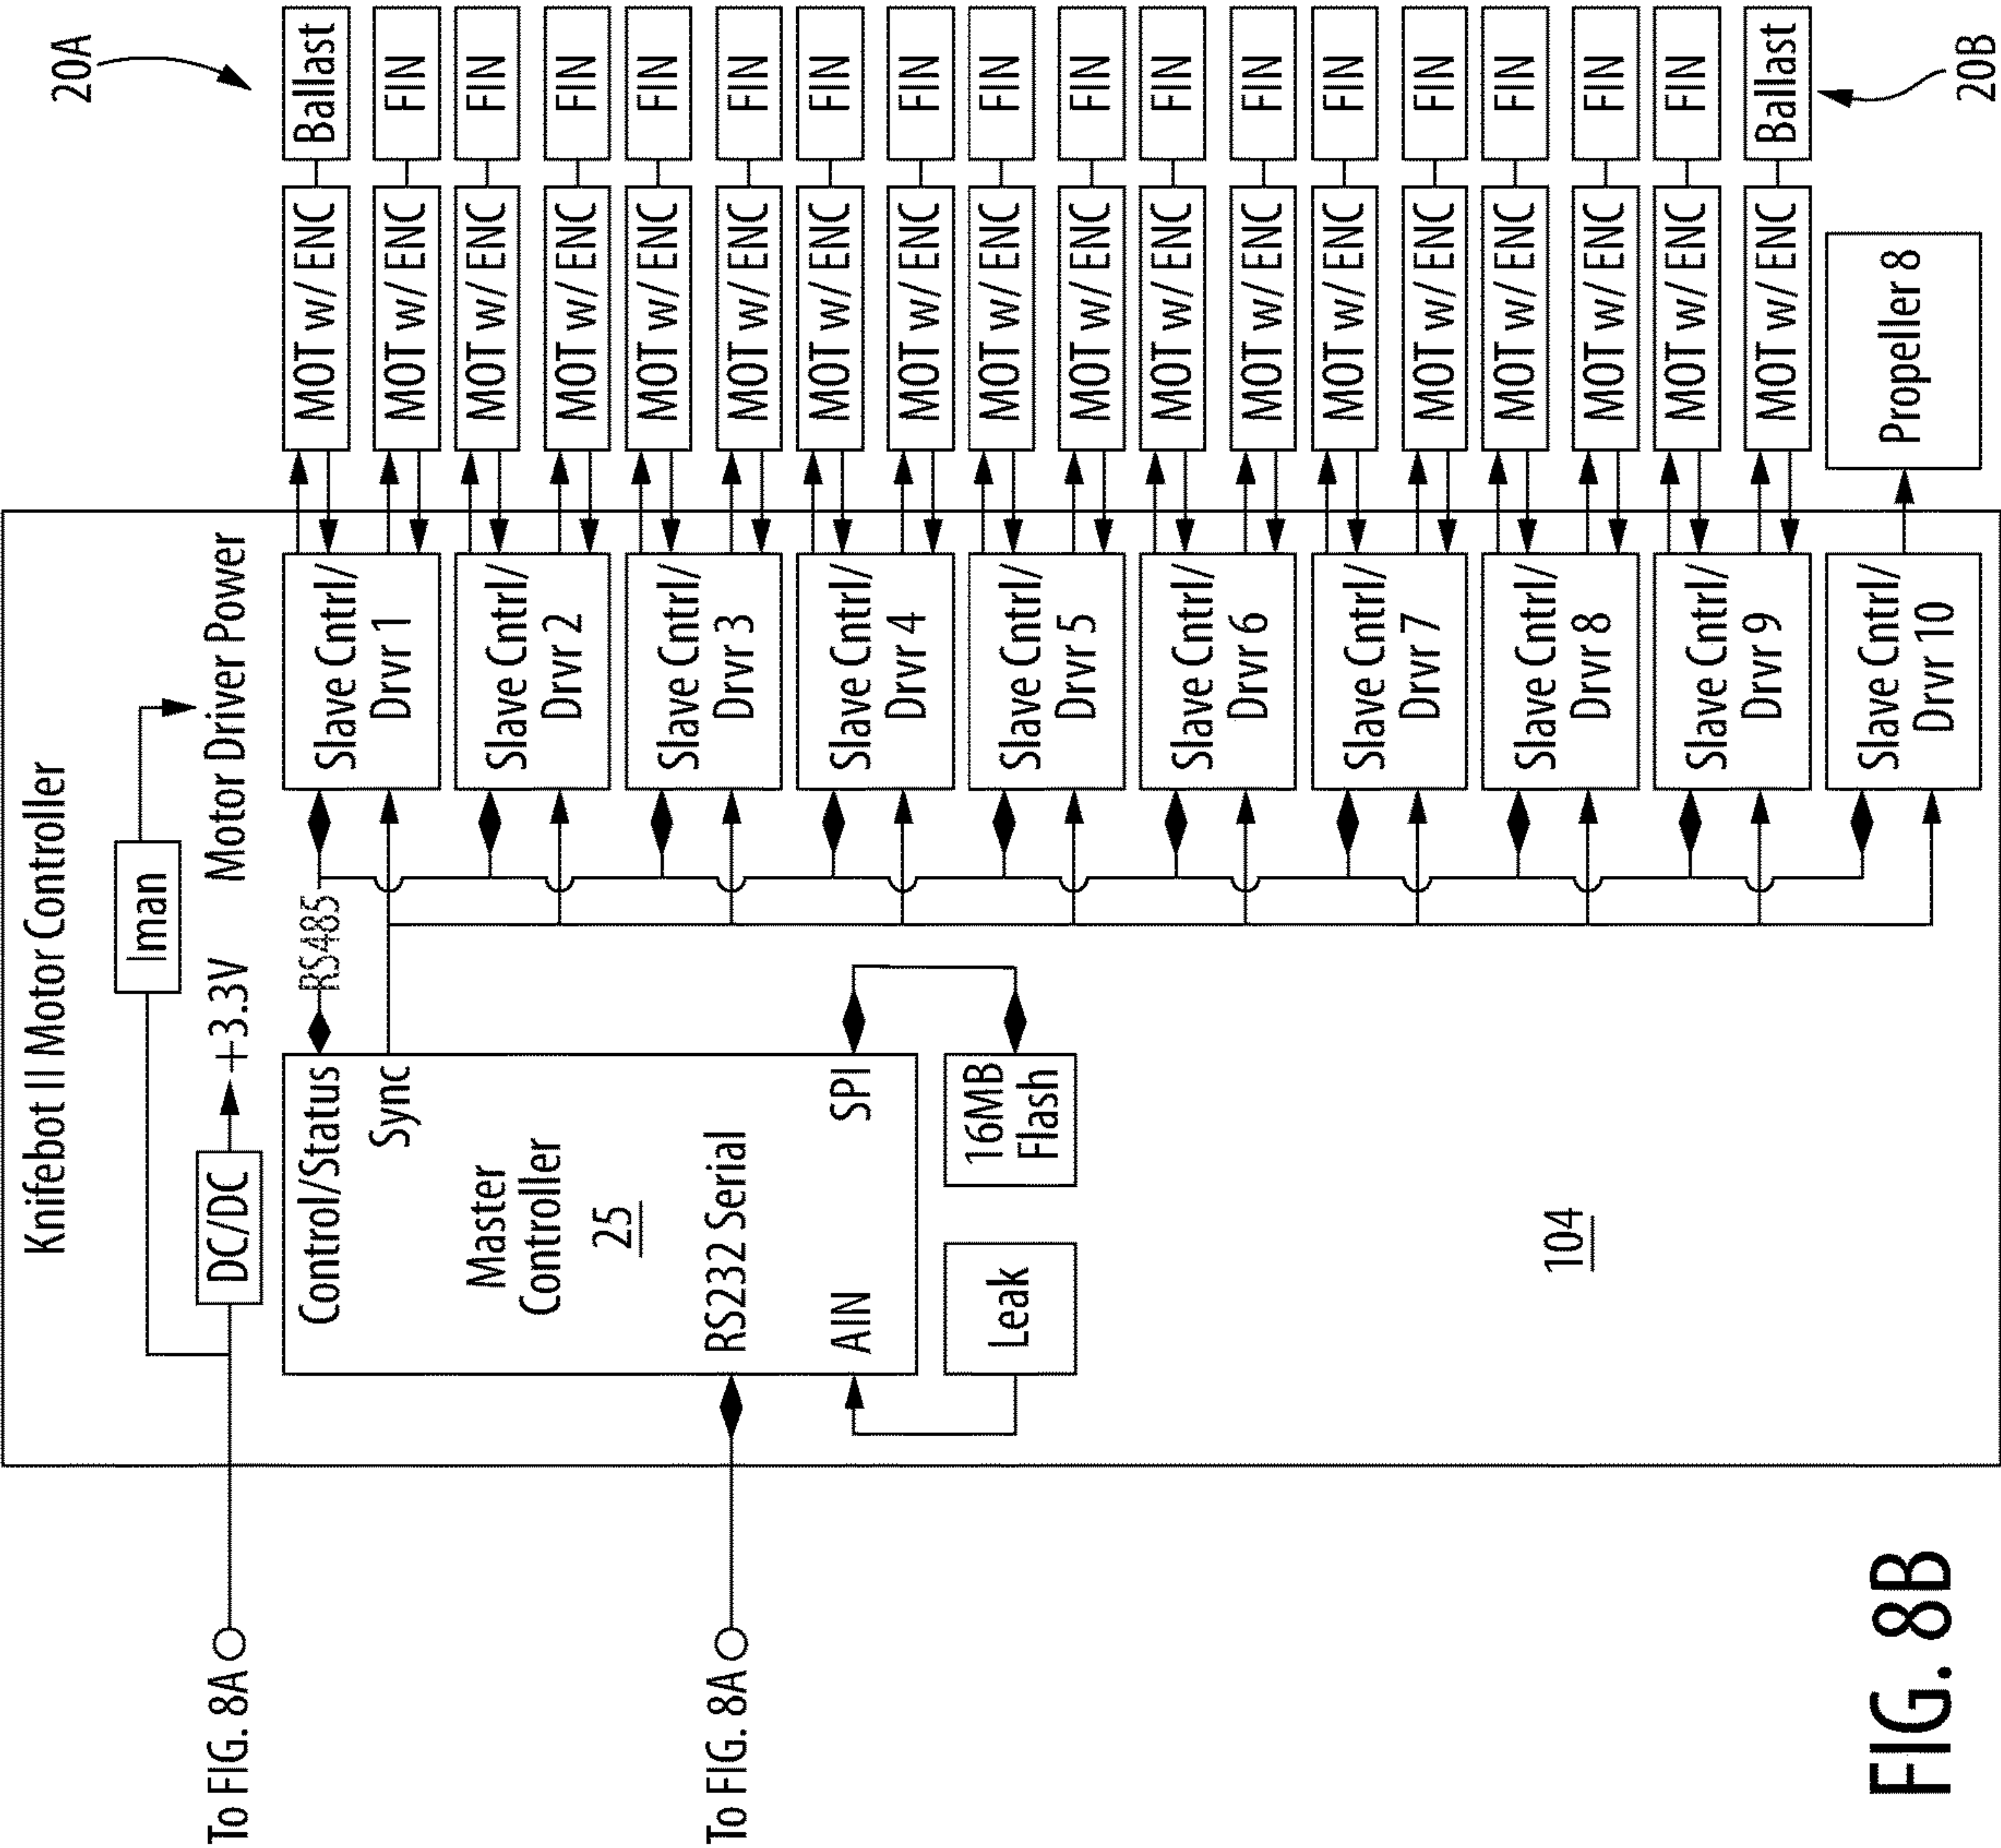 Knifebot II Motor Controller
20A
To FIG. 8A
DC/DC
+3.3V
Iman
Motor Driver Power
Control/Status
RS485
Sync
Master
Controller
25
To FIG. 8A
RS232 Serial
AIN
SPI
Leak
16MB
Flash
104
Slave Cntrl/
Drvr 1
MOT w/ ENC
Ballast
MOT w/ ENC
FIN
Slave Cntrl/
Drvr 2
MOT w/ ENC
FIN
MOT w/ ENC
FIN
Slave Cntrl/
Drvr 3
MOT w/ ENC
FIN
MOT w/ ENC
FIN
Slave Cntrl/
Drvr 4
MOT w/ ENC
FIN
MOT w/ ENC
FIN
Slave Cntrl/
Drvr 5
MOT w/ ENC
FIN
MOT w/ ENC
FIN
Slave Cntrl/
Drvr 6
MOT w/ ENC
FIN
MOT w/ ENC
FIN
Slave Cntrl/
Drvr 7
MOT w/ ENC
FIN
MOT w/ ENC
FIN
Slave Cntrl/
Drvr 8
MOT w/ ENC
FIN
MOT w/ ENC
FIN
Slave Cntrl/
Drvr 9
MOT w/ ENC
FIN
MOT w/ ENC
Ballast
Slave Cntrl/
Drvr 10
Propeller 8
20B
FIG. 8B